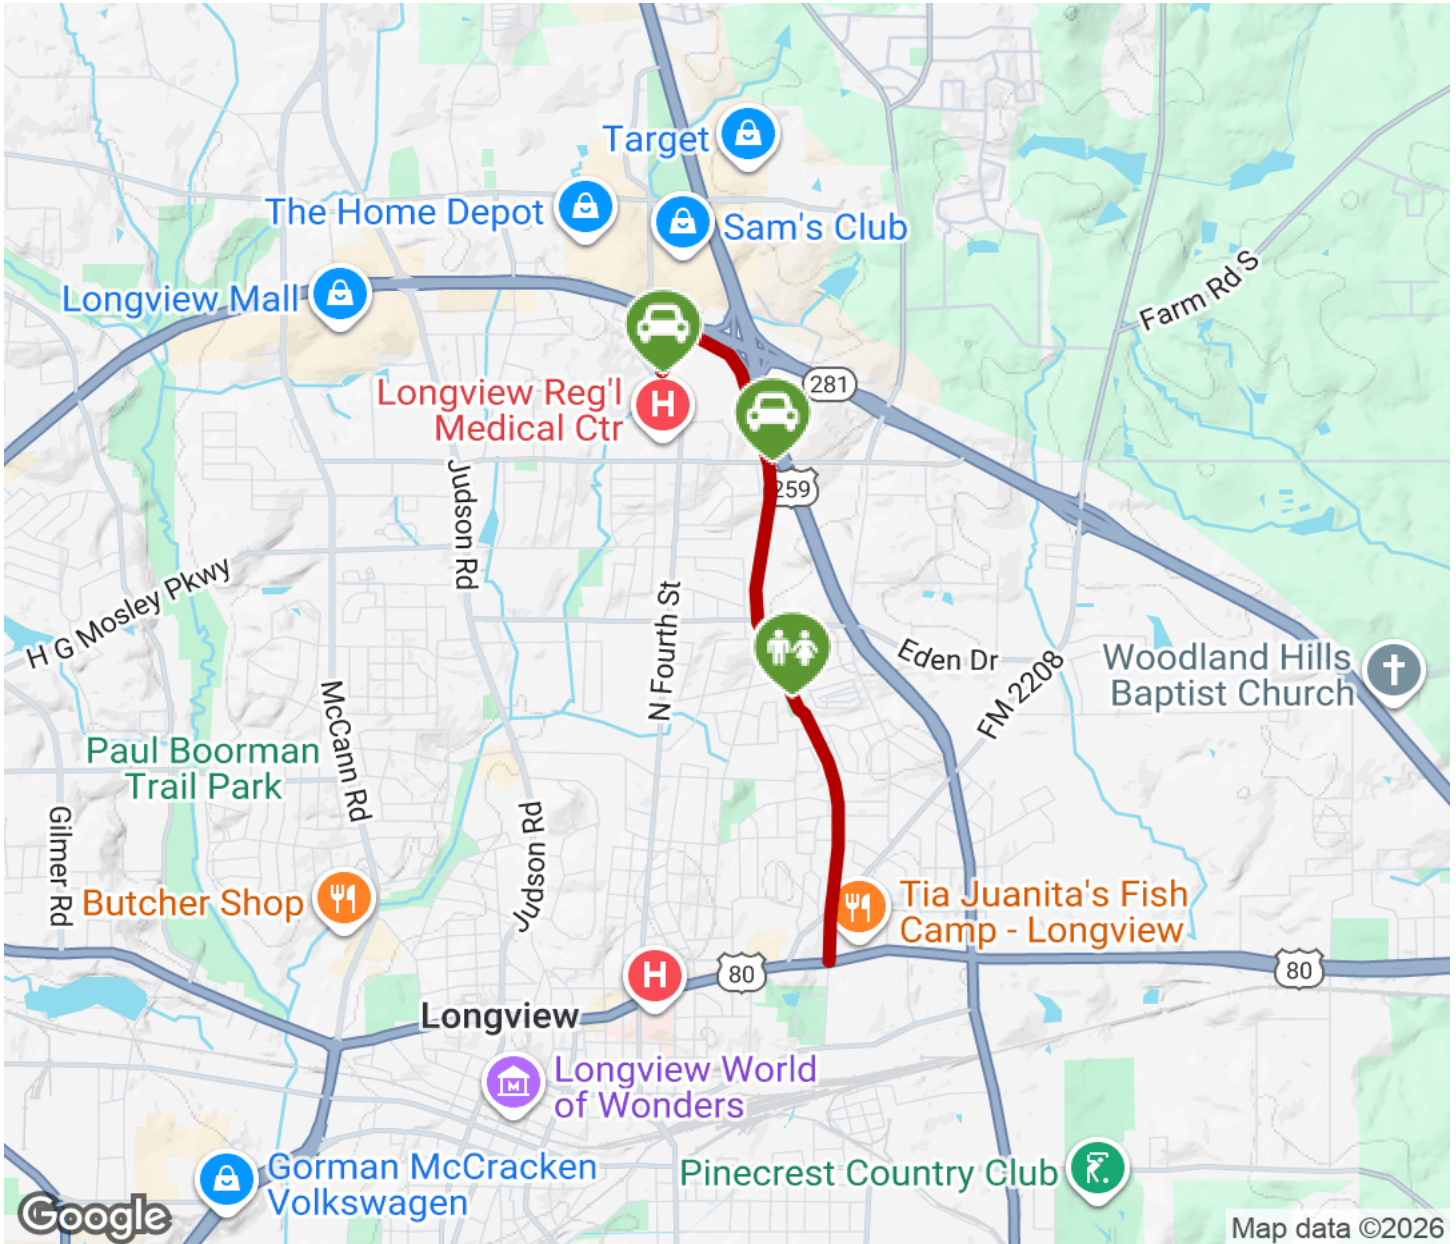 Target
The Home Depot
Sam's Club
Longview Mall
Farm Rd S
281
Longview Reg'l
Medical Ctr
H
259
Judson Rd
H G Mosley Pkwy
N Fourth St
Eden Dr
FM 2208
Woodland Hills
Baptist Church
McCann Rd
Paul Boorman
Trail Park
Gilmer Rd
Judson Rd
Butcher Shop
Tia Juanita's Fish
Camp - Longview
H
80
80
Longview
M
Longview World
of Wonders
Gorman McCracken
Volkswagen
Pinecrest Country Club
Google
Map data ©2026